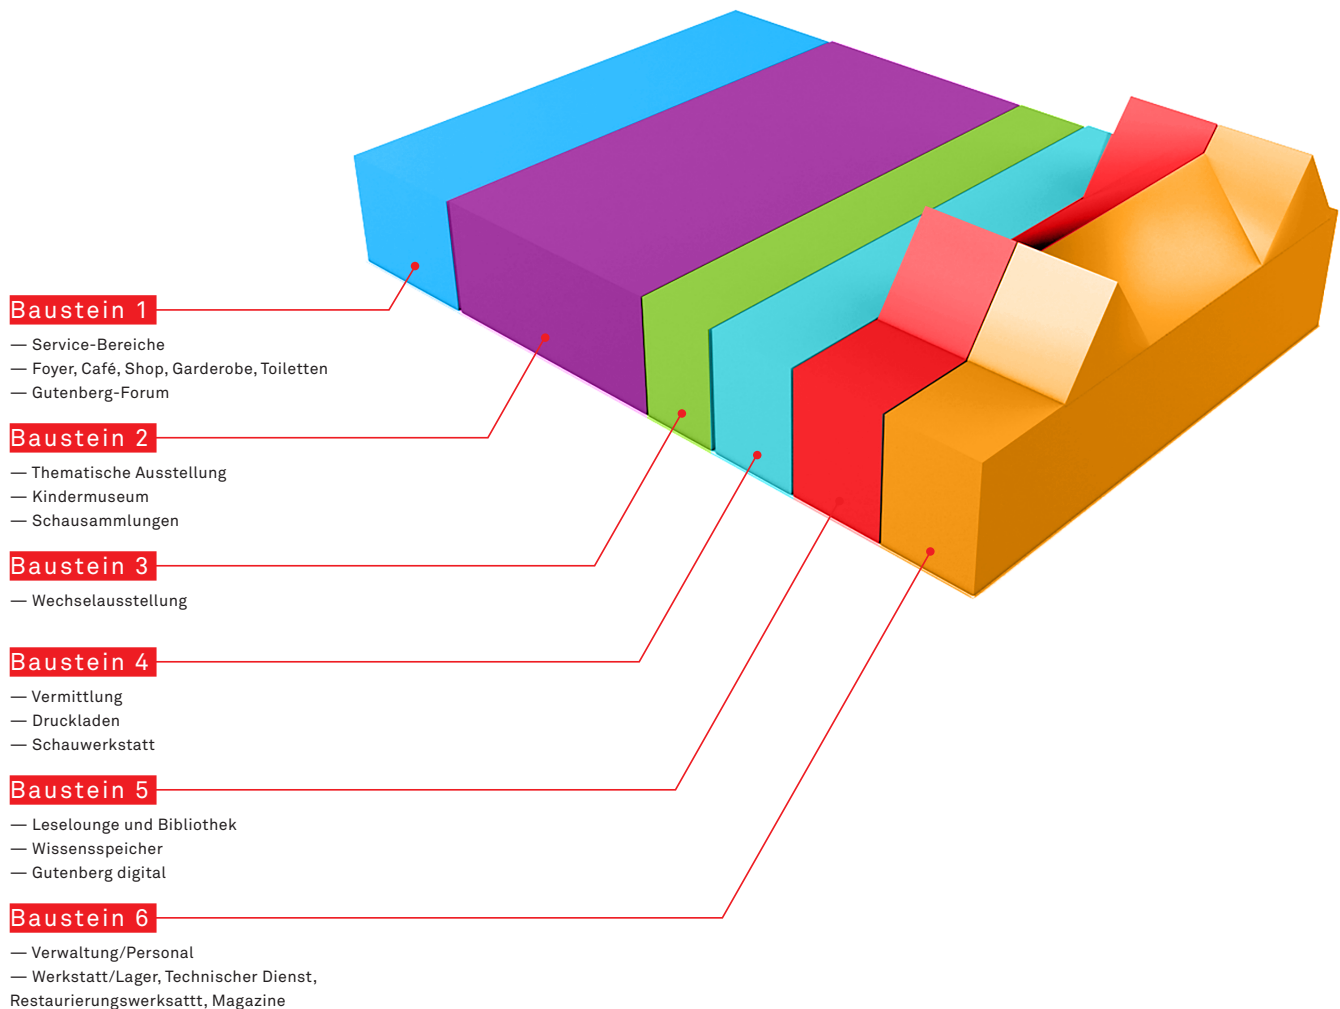 Baustein 1
— Service-Bereiche
— Foyer, Café, Shop, Garderobe, Toiletten
— Gutenberg-Forum
Baustein 2
— Thematische Ausstellung
— Kindermuseum
— Schausammlungen
Baustein 3
— Wechselausstellung
Baustein 4
— Vermittlung
— Druckladen
— Schauwerkstatt
Baustein 5
— Leselounge und Bibliothek
— Wissensspeicher
— Gutenberg digital
Baustein 6
— Verwaltung/Personal
— Werkstatt/Lager, Technischer Dienst,
Restaurierungswerksattt, Magazine